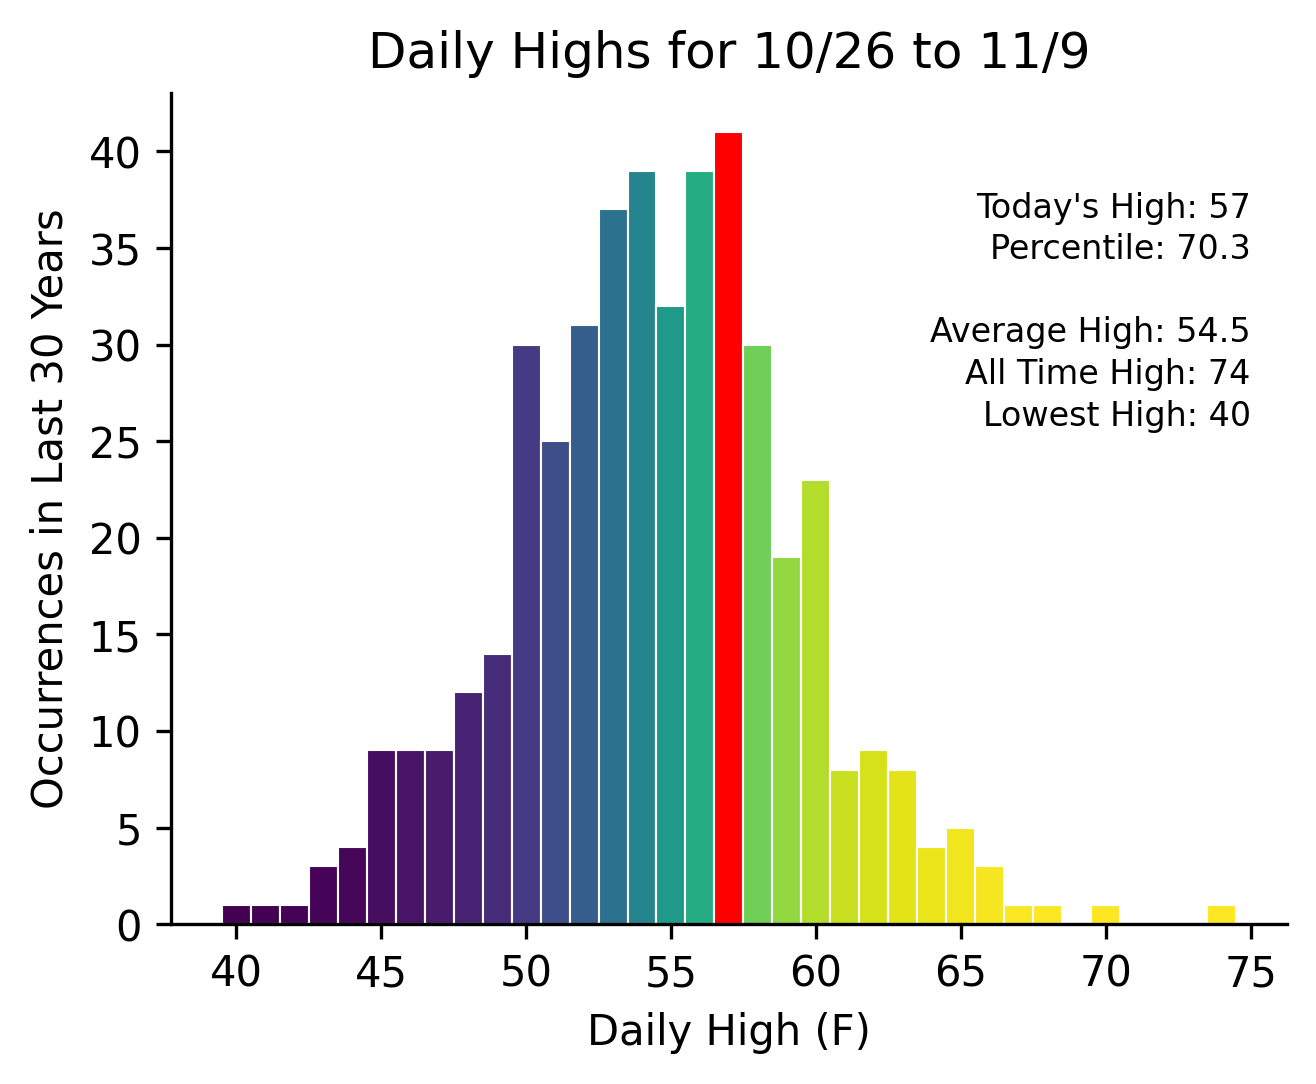 Daily Highs for 10/26 to 11/9
Occurrences in Last 30 Years
40
35
30
25
20
15
10
5
0
Today's High: 57
Percentile: 70.3
Average High: 54.5
All Time High: 74
Lowest High: 40
40 45 50 55 60 65 70 75
Daily High (F)